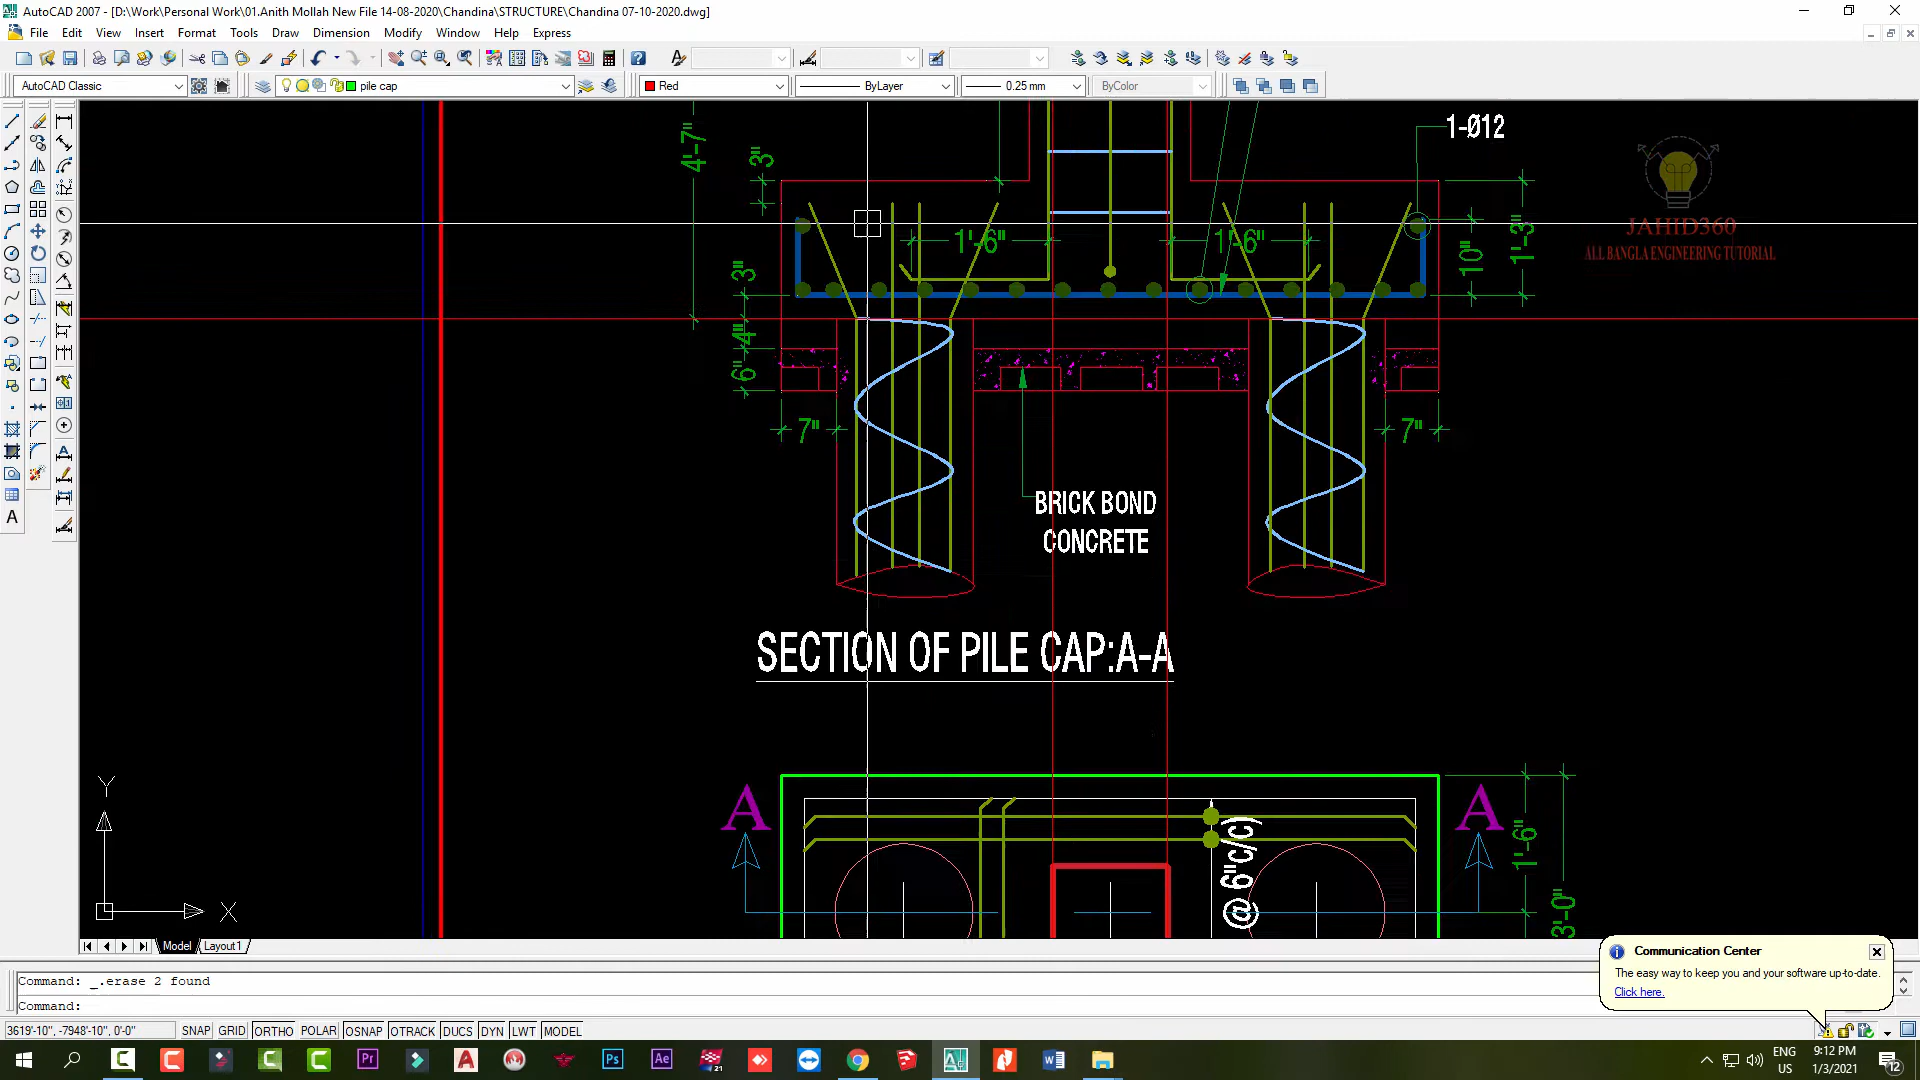 AutoCAD 2007 - [D:\Work\Personal Work\01.Anith Mollah New File 14-08-2020\Chandina\STRUCTURE\Chandina 07-10-2020.dwg]
File Edit View Insert Format Tools Draw Dimension Modify Window Help Express
AutoCAD Classic
pile cap
Red
ByLayer
0.25 mm
ByColor
1-Ø12
4'-7"
3"
JAHID360
ALL BANGLA ENGINEERING TUTORIAL
1'-6"
1'-6"
10"
1'-3"
3"
4"
6"
7"
7"
BRICK BOND
CONCRETE
SECTION OF PILE CAP:A-A
A
A
@ 6"c/c)
1'-6"
3'-0"
Y
X
Model
Layout1
Command: _.erase 2 found
Command:
Communication Center
The easy way to keep you and your software up-to-date.
Click here.
3619'-10", -7948'-10", 0'-0"
SNAP GRID ORTHO POLAR OSNAP OTRACK DUCS DYN LWT MODEL
ENG
US
9:12 PM
1/3/2021
12